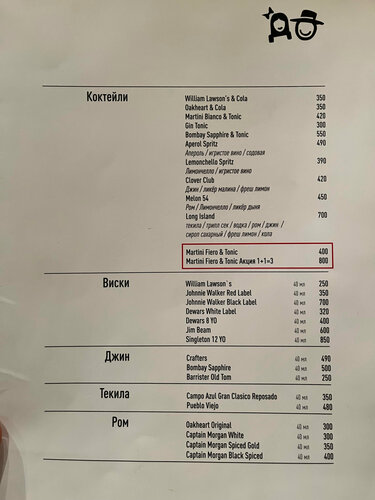 Коктейли
William Lawson's & Cola 350
Oakheart & Cola 350
Martini Bianco & Tonic 420
Gin Tonic 300
Bombay Sapphire & Tonic 550
Aperol Spritz 490
Апероль / игристое вино / содовая
Lemonchello Spritz 390
Лимончелло / игристое вино
Clover Club 420
Джин / ликёр малина / фреш лимон
Melon 54 450
Ром / Лимончелло / ликёр дыня
Long Island 700
текила / трипл сек / водка / ром / джин /
сироп сахарный / фреш лимон / кола
Martini Fiero & Tonic 400
Martini Fiero & Tonic Акция 1+1=3 800
Виски
William Lawson`s 40 мл 250
Johnnie Walker Red Label 40 мл 350
Johnnie Walker Black Label 40 мл 700
Dewars White Label 40 мл 320
Dewars 8 YO 40 мл 400
Jim Beam 40 мл 600
Singleton 12 YO 40 мл 850
Джин
Crafters 40 мл 490
Bombay Sapphire 40 мл 500
Barrister Old Tom 40 мл 250
Текила
Campo Azul Gran Clasico Reposado 40 мл 350
Pueblo Viejo 40 мл 480
Ром
Oakheart Original 40 мл 300
Captain Morgan White 40 мл 300
Captain Morgan Spiced Gold 40 мл 350
Captain Morgan Black Spiced 40 мл 400